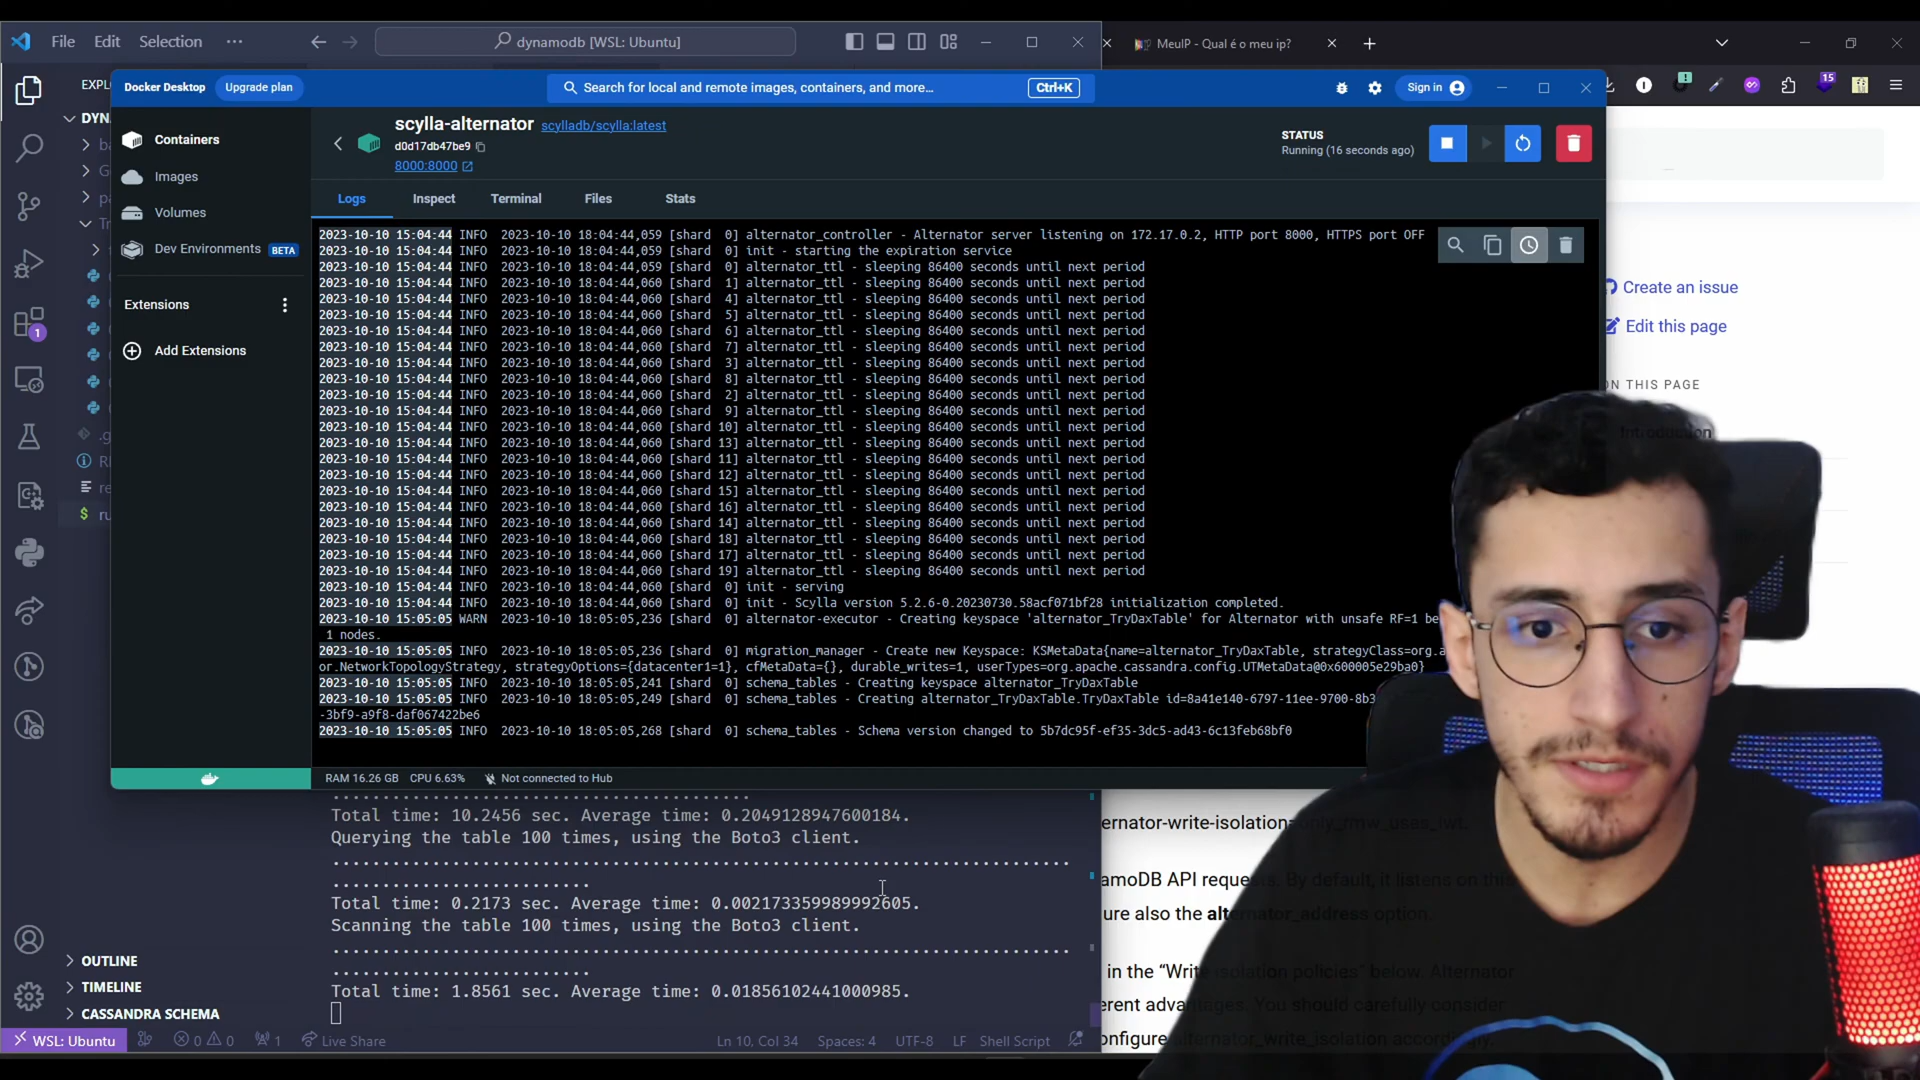 File Edit Selection ··· dynamodb [WSL: Ubuntu]
MeuIP - Qual é o meu ip?
EXPL
Docker Desktop Upgrade plan Search for local and remote images, containers, and more... Ctrl+K Sign in
15
DYN
Containers
Images
Volumes
Dev Environments BETA
Extensions
Add Extensions
scylla-alternator scylladb/scylla:latest
d0d17db47be9
8000:8000
STATUS
Running (16 seconds ago)
Logs Inspect Terminal Files Stats
2023-10-10 15:04:44 INFO 2023-10-10 18:04:44,059 [shard 0] alternator_controller - Alternator server listening on 172.17.0.2, HTTP port 8000, HTTPS port OFF
2023-10-10 15:04:44 INFO 2023-10-10 18:04:44,059 [shard 0] init - starting the expiration service
2023-10-10 15:04:44 INFO 2023-10-10 18:04:44,059 [shard 0] alternator_ttl - sleeping 86400 seconds until next period
2023-10-10 15:04:44 INFO 2023-10-10 18:04:44,060 [shard 1] alternator_ttl - sleeping 86400 seconds until next period
2023-10-10 15:04:44 INFO 2023-10-10 18:04:44,060 [shard 4] alternator_ttl - sleeping 86400 seconds until next period
2023-10-10 15:04:44 INFO 2023-10-10 18:04:44,060 [shard 5] alternator_ttl - sleeping 86400 seconds until next period
2023-10-10 15:04:44 INFO 2023-10-10 18:04:44,060 [shard 6] alternator_ttl - sleeping 86400 seconds until next period
2023-10-10 15:04:44 INFO 2023-10-10 18:04:44,060 [shard 7] alternator_ttl - sleeping 86400 seconds until next period
2023-10-10 15:04:44 INFO 2023-10-10 18:04:44,060 [shard 3] alternator_ttl - sleeping 86400 seconds until next period
2023-10-10 15:04:44 INFO 2023-10-10 18:04:44,060 [shard 8] alternator_ttl - sleeping 86400 seconds until next period
2023-10-10 15:04:44 INFO 2023-10-10 18:04:44,060 [shard 2] alternator_ttl - sleeping 86400 seconds until next period
2023-10-10 15:04:44 INFO 2023-10-10 18:04:44,060 [shard 9] alternator_ttl - sleeping 86400 seconds until next period
2023-10-10 15:04:44 INFO 2023-10-10 18:04:44,060 [shard 10] alternator_ttl - sleeping 86400 seconds until next period
2023-10-10 15:04:44 INFO 2023-10-10 18:04:44,060 [shard 13] alternator_ttl - sleeping 86400 seconds until next period
2023-10-10 15:04:44 INFO 2023-10-10 18:04:44,060 [shard 11] alternator_ttl - sleeping 86400 seconds until next period
2023-10-10 15:04:44 INFO 2023-10-10 18:04:44,060 [shard 12] alternator_ttl - sleeping 86400 seconds until next period
2023-10-10 15:04:44 INFO 2023-10-10 18:04:44,060 [shard 15] alternator_ttl - sleeping 86400 seconds until next period
2023-10-10 15:04:44 INFO 2023-10-10 18:04:44,060 [shard 16] alternator_ttl - sleeping 86400 seconds until next period
2023-10-10 15:04:44 INFO 2023-10-10 18:04:44,060 [shard 14] alternator_ttl - sleeping 86400 seconds until next period
2023-10-10 15:04:44 INFO 2023-10-10 18:04:44,060 [shard 18] alternator_ttl - sleeping 86400 seconds until next period
2023-10-10 15:04:44 INFO 2023-10-10 18:04:44,060 [shard 17] alternator_ttl - sleeping 86400 seconds until next period
2023-10-10 15:04:44 INFO 2023-10-10 18:04:44,060 [shard 19] alternator_ttl - sleeping 86400 seconds until next period
2023-10-10 15:04:44 INFO 2023-10-10 18:04:44,060 [shard 0] init - serving
2023-10-10 15:04:44 INFO 2023-10-10 18:04:44,060 [shard 0] init - Scylla version 5.2.6-0.20230730.58acf071bf28 initialization completed.
2023-10-10 15:05:05 WARN 2023-10-10 18:05:05,236 [shard 0] alternator-executor - Creating keyspace 'alternator_TryDaxTable' for Alternator with unsafe RF=1 be
1 nodes.
2023-10-10 15:05:05 INFO 2023-10-10 18:05:05,236 [shard 0] migration_manager - Create new Keyspace: KSMetaData{name=alternator_TryDaxTable, strategyClass=org.a
or.NetworkTopologyStrategy, strategyOptions={datacenter1=1}, cfMetaData={}, durable_writes=1, userTypes=org.apache.cassandra.config.UTMetaData@0x600005e29ba0}
2023-10-10 15:05:05 INFO 2023-10-10 18:05:05,241 [shard 0] schema_tables - Creating keyspace alternator_TryDaxTable
2023-10-10 15:05:05 INFO 2023-10-10 18:05:05,249 [shard 0] schema_tables - Creating alternator_TryDaxTable.TryDaxTable id=8a41e140-6797-11ee-9700-8b3
-3bf9-a9f8-daf067422be6
2023-10-10 15:05:05 INFO 2023-10-10 18:05:05,268 [shard 0] schema_tables - Schema version changed to 5b7dc95f-ef35-3dc5-ad43-6c13feb68bf0
RAM 16.26 GB CPU 6.63% Not connected to Hub
Create an issue
Edit this page
ON THIS PAGE
Introduction
Total time: 10.2456 sec. Average time: 0.2049128947600184.
Querying the table 100 times, using the Boto3 client.
Total time: 0.2173 sec. Average time: 0.002173359989992605.
Scanning the table 100 times, using the Boto3 client.
Total time: 1.8561 sec. Average time: 0.01856102441000985.
ernator-write-isolation=only_rmw_uses_lwt.
amoDB API requests. By default, it listens on this
ure also the alternator_address option.
in the “Write isolation policies” below. Alternator
erent advantages. You should carefully consider
onfigure alternator_write_isolation accordingly.
OUTLINE
TIMELINE
CASSANDRA SCHEMA
WSL: Ubuntu 0 0 1 Live Share Ln 10, Col 34 Spaces: 4 UTF-8 LF Shell Script